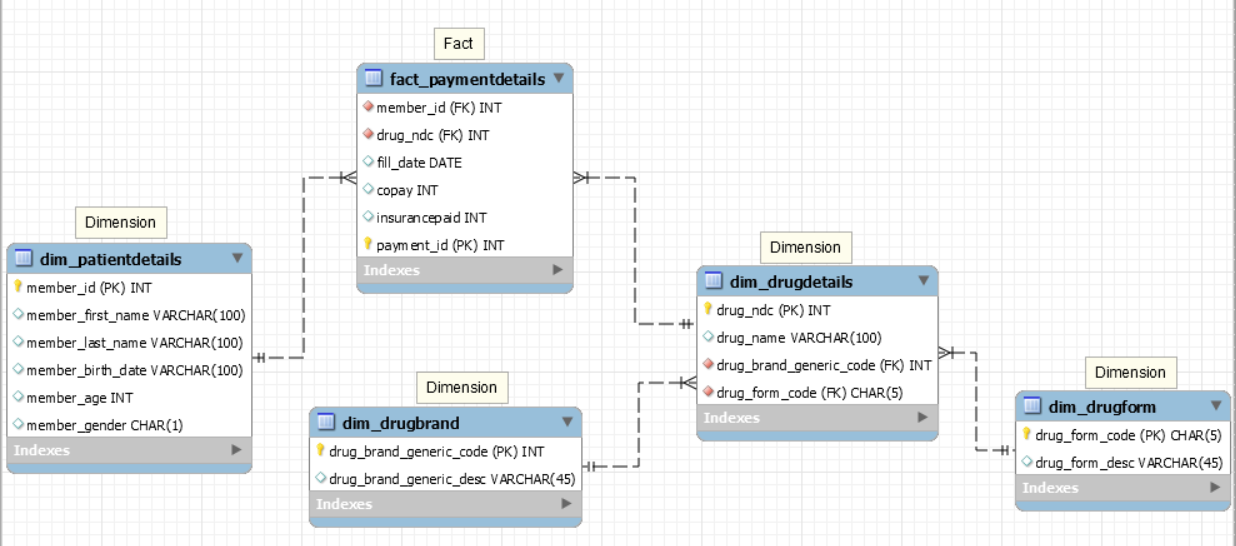 Fact
fact_paymentdetails
member_id (FK) INT
drug_ndc (FK) INT
fill_date DATE
copay INT
insurancepaid INT
payment_id (PK) INT
Indexes
Dimension
dim_patientdetails
member_id (PK) INT
member_first_name VARCHAR(100)
member_last_name VARCHAR(100)
member_birth_date VARCHAR(100)
member_age INT
member_gender CHAR(1)
Indexes
Dimension
dim_drugdetails
drug_ndc (PK) INT
drug_name VARCHAR(100)
drug_brand_generic_code (FK) INT
drug_form_code (FK) CHAR(5)
Indexes
Dimension
dim_drugbrand
drug_brand_generic_code (PK) INT
drug_brand_generic_desc VARCHAR(45)
Indexes
Dimension
dim_drugform
drug_form_code (PK) CHAR(5)
drug_form_desc VARCHAR(45)
Indexes